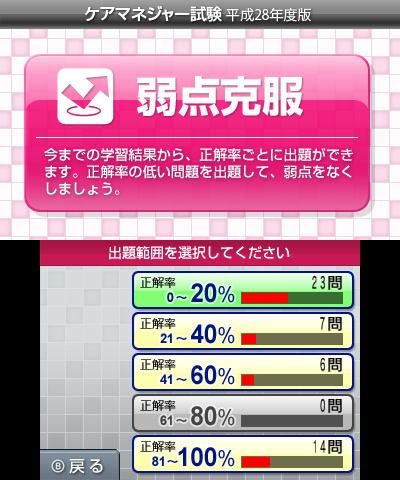 ケアマネジャー試験 平成28年度版
弱点克服
今までの学習結果から、正解率ごとに出題ができ
ます。正解率の低い問題を出題して、弱点をなく
しましょう。
出題範囲を選択してください
正解率 23問
0～20%
正解率 7問
21～40%
正解率 6問
41～60%
正解率 0問
61～80%
正解率 14問
81～100%
Ⓑ戻る